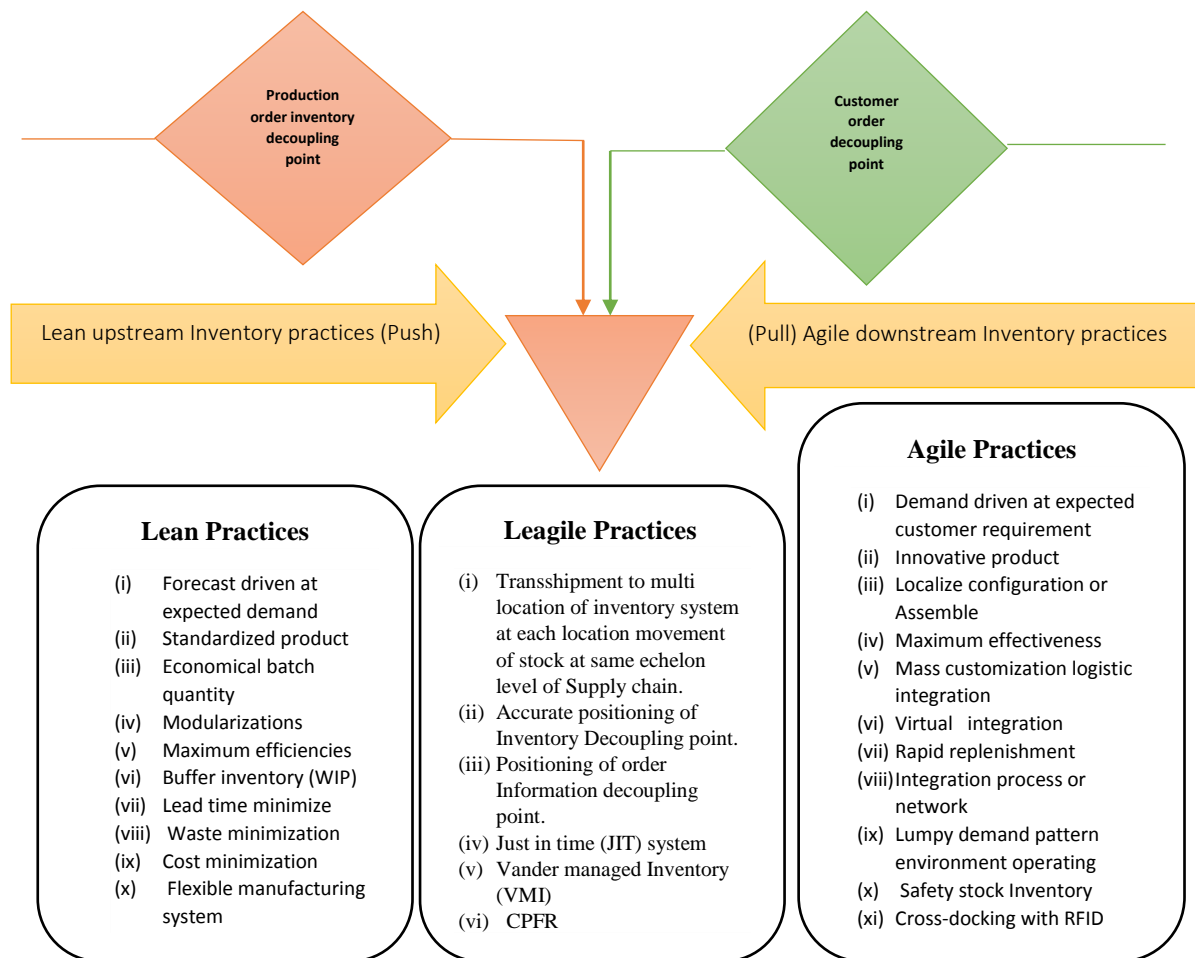 Production
order inventory
decoupling
point
Customer
order
decoupling
point
Lean upstream Inventory practices (Push)
(Pull) Agile downstream Inventory practices
Lean Practices
(i) Forecast driven at
expected demand
(ii) Standardized product
(iii) Economical batch
quantity
(iv) Modularizations
(v) Maximum efficiencies
(vi) Buffer inventory (WIP)
(vii) Lead time minimize
(viii) Waste minimization
(ix) Cost minimization
(x) Flexible manufacturing
system
Leagile Practices
(i) Transshipment to multi
location of inventory system
at each location movement
of stock at same echelon
level of Supply chain.
(ii) Accurate positioning of
Inventory Decoupling point.
(iii) Positioning of order
Information decoupling
point.
(iv) Just in time (JIT) system
(v) Vander managed Inventory
(VMI)
(vi) CPFR
Agile Practices
(i) Demand driven at expected
customer requirement
(ii) Innovative product
(iii) Localize configuration or
Assemble
(iv) Maximum effectiveness
(v) Mass customization logistic
integration
(vi) Virtual integration
(vii) Rapid replenishment
(viii) Integration process or
network
(ix) Lumpy demand pattern
environment operating
(x) Safety stock Inventory
(xi) Cross-docking with RFID